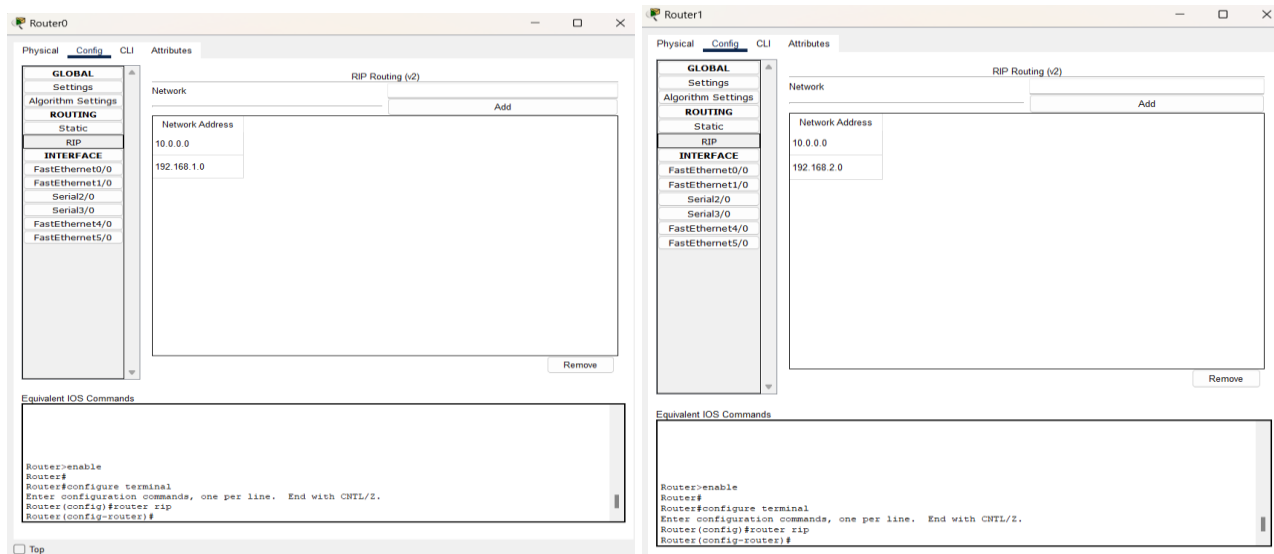 Router0
Physical Config CLI Attributes
GLOBAL
Settings
Algorithm Settings
ROUTING
Static
RIP
INTERFACE
FastEthernet0/0
FastEthernet1/0
Serial2/0
Serial3/0
FastEthernet4/0
FastEthernet5/0
RIP Routing (v2)
Network
Add
Network Address
10.0.0.0
192.168.1.0
Remove
Equivalent IOS Commands
Router>enable
Router#
Router#configure terminal
Enter configuration commands, one per line.  End with CNTL/Z.
Router(config)#router rip
Router(config-router)#
Top
Router1
Physical Config CLI Attributes
GLOBAL
Settings
Algorithm Settings
ROUTING
Static
RIP
INTERFACE
FastEthernet0/0
FastEthernet1/0
Serial2/0
Serial3/0
FastEthernet4/0
FastEthernet5/0
RIP Routing (v2)
Network
Add
Network Address
10.0.0.0
192.168.2.0
Remove
Equivalent IOS Commands
Router>enable
Router#
Router#configure terminal
Enter configuration commands, one per line.  End with CNTL/Z.
Router(config)#router rip
Router(config-router)#